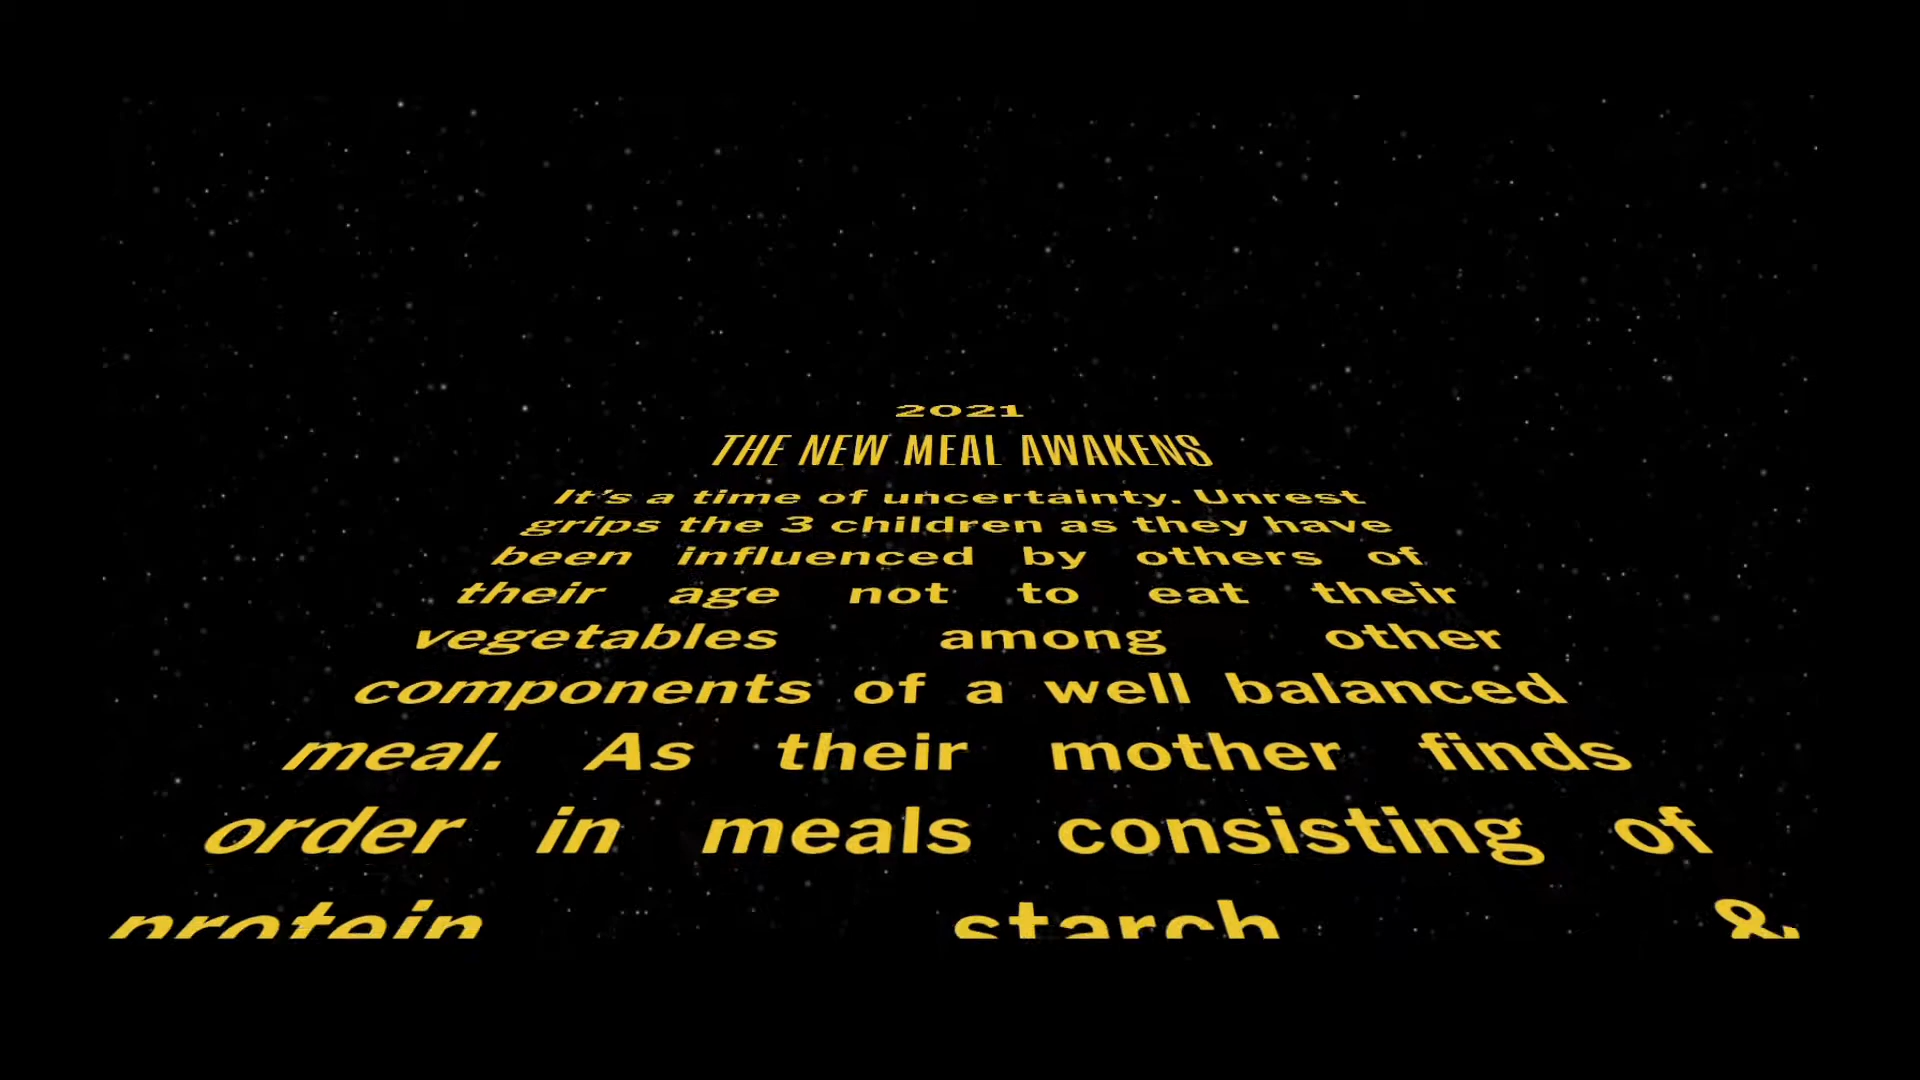 2021
THE NEW MEAL AWAKENS
It's a time of uncertainty. Unrest
grips the 3 children as they have
been influenced by others of
their age not to eat their
vegetables among other
components of a well balanced
meal. As their mother finds
order in meals consisting of
protein starch &